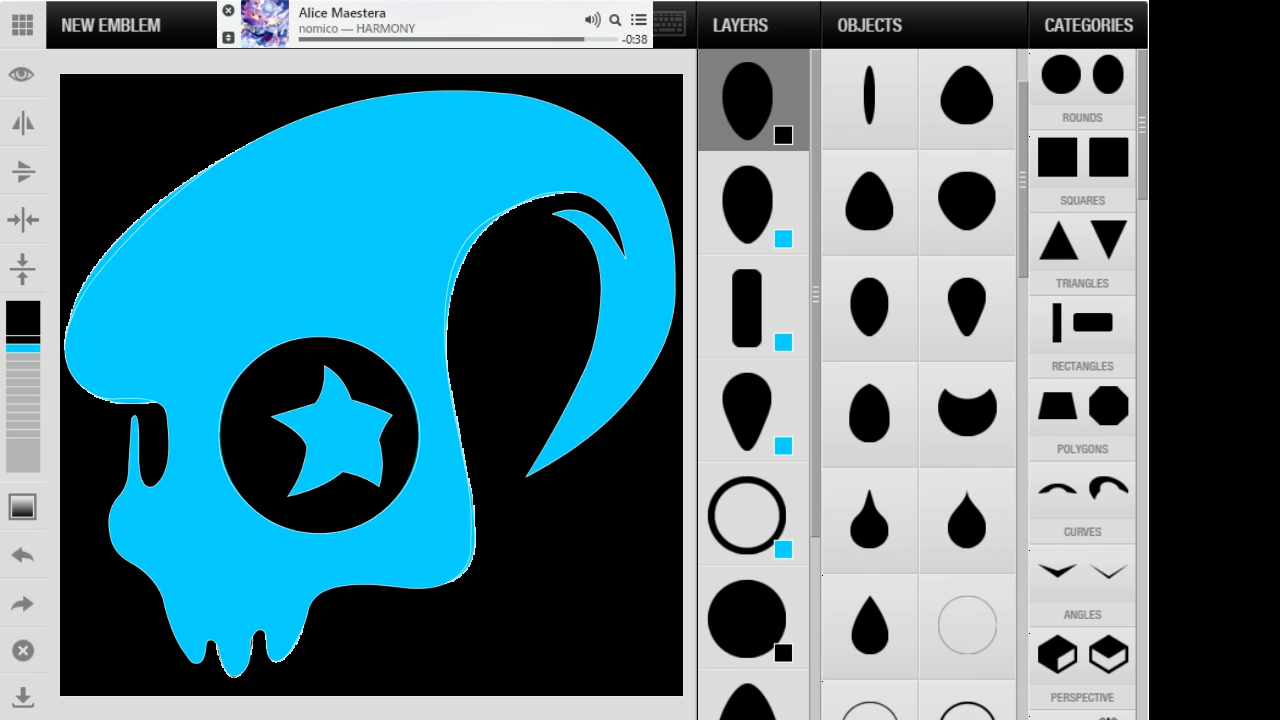 NEW EMBLEM
Alice Maestera
nomico — HARMONY
-0:38
LAYERS
OBJECTS
CATEGORIES
ROUNDS
SQUARES
TRIANGLES
RECTANGLES
POLYGONS
CURVES
ANGLES
PERSPECTIVE